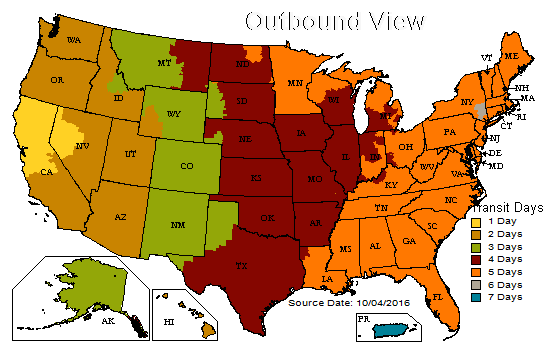 Outbound View
WA
MT
ND
MN
VT
ME
OR
ID
SD
WI
MI
NY
NH
MA
RI
CT
WY
NE
IA
PA
NJ
NV
UT
CO
IL
IN
OH
DE
MD
CA
KS
MO
WV
VA
KY
AZ
NM
OK
AR
TN
NC
SC
TX
MS
AL
GA
LA
FL
AK
HI
PR
Transit Days
1 Day
2 Days
3 Days
4 Days
5 Days
6 Days
7 Days
Source Date: 10/04/2016